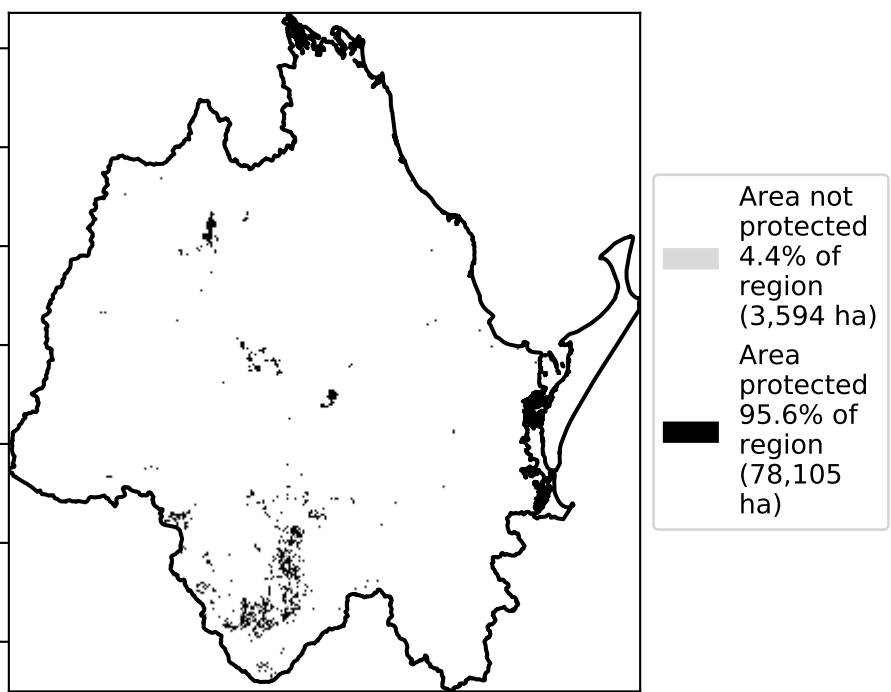 Area not
protected
4.4% of
region
(3,594 ha)
Area
protected
95.6% of
region
(78,105
ha)